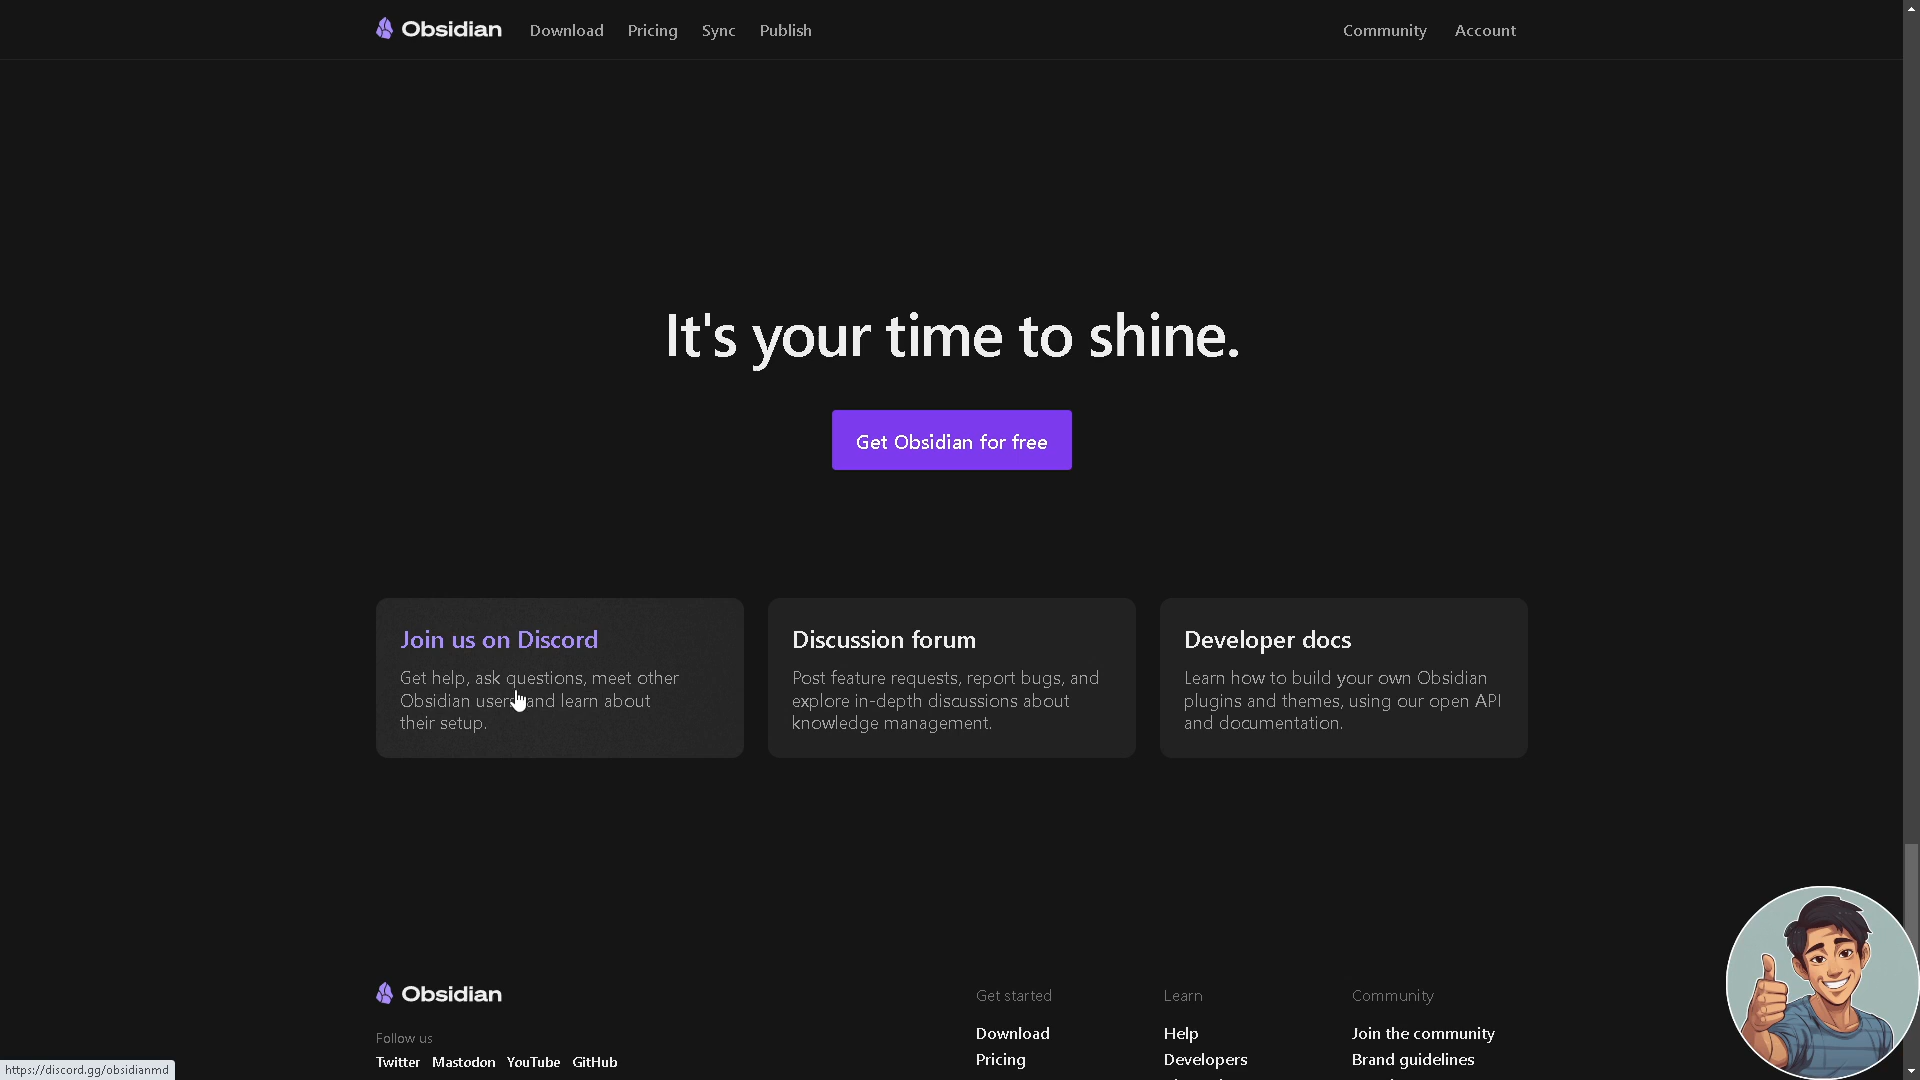 Obsidian Download Pricing Sync Publish Community Account
It's your time to shine.
Get Obsidian for free
Join us on Discord
Get help, ask questions, meet other
Obsidian users and learn about
their setup.
Discussion forum
Post feature requests, report bugs, and
explore in-depth discussions about
knowledge management.
Developer docs
Learn how to build your own Obsidian
plugins and themes, using our open API
and documentation.
Obsidian
Follow us
Twitter Mastodon YouTube GitHub
Get started
Download
Pricing
Learn
Help
Developers
Community
Join the community
Brand guidelines
https://discord.gg/obsidianmd